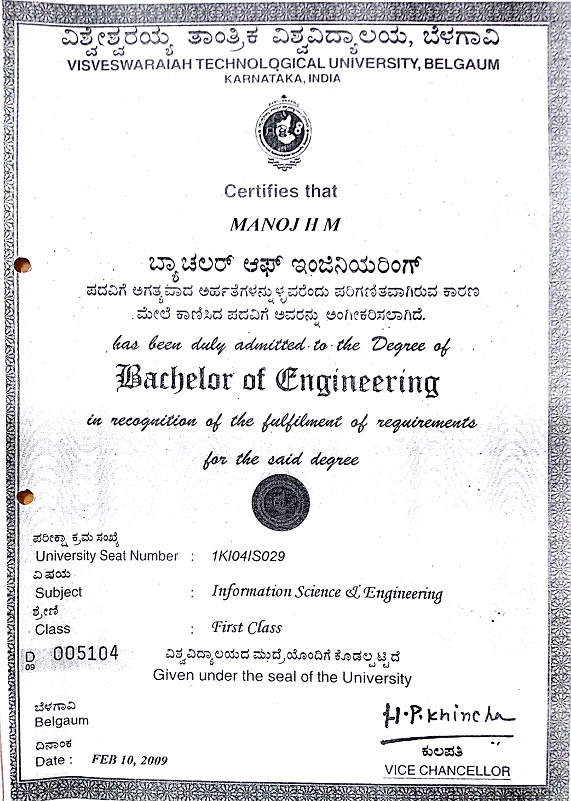 ವಿಶ್ವೇಶ್ವರಯ್ಯ ತಾಂತ್ರಿಕ ವಿಶ್ವವಿದ್ಯಾಲಯ, ಬೆಳಗಾವಿ
VISVESWARAIAH TECHNOLOGICAL UNIVERSITY, BELGAUM
KARNATAKA, INDIA
Certifies that
MANOJ H M
ಬ್ಯಾಚಲರ್ ಆಫ್ ಇಂಜಿನಿಯರಿಂಗ್
ಪದವಿಗೆ ಅಗತ್ಯವಾದ ಅರ್ಹತೆಗಳನ್ನುಳ್ಳವರೆಂದು ಪರಿಗಣಿತವಾಗಿರುವ ಕಾರಣ
ಮೇಲೆ ಕಾಣಿಸಿದ ಪದವಿಗೆ ಅವರನ್ನು ಅಂಗೀಕರಿಸಲಾಗಿದೆ.
has been duly admitted to the Degree of
Bachelor of Engineering
in recognition of the fulfilment of requirements
for the said degree
ಪರೀಕ್ಷಾ ಕ್ರಮ ಸಂಖ್ಯೆ
University Seat Number : 1KI04IS029
ವಿಷಯ
Subject : Information Science & Engineering
ಶ್ರೇಣಿ
Class : First Class
D 09 005104
ವಿಶ್ವವಿದ್ಯಾಲಯದ ಮುದ್ರೆಯೊಂದಿಗೆ ಕೊಡಲ್ಪಟ್ಟಿದೆ
Given under the seal of the University
ಬೆಳಗಾವಿ
Belgaum
H.P. Khincha
ದಿನಾಂಕ
Date : FEB 10, 2009
ಕುಲಪತಿ
VICE CHANCELLOR